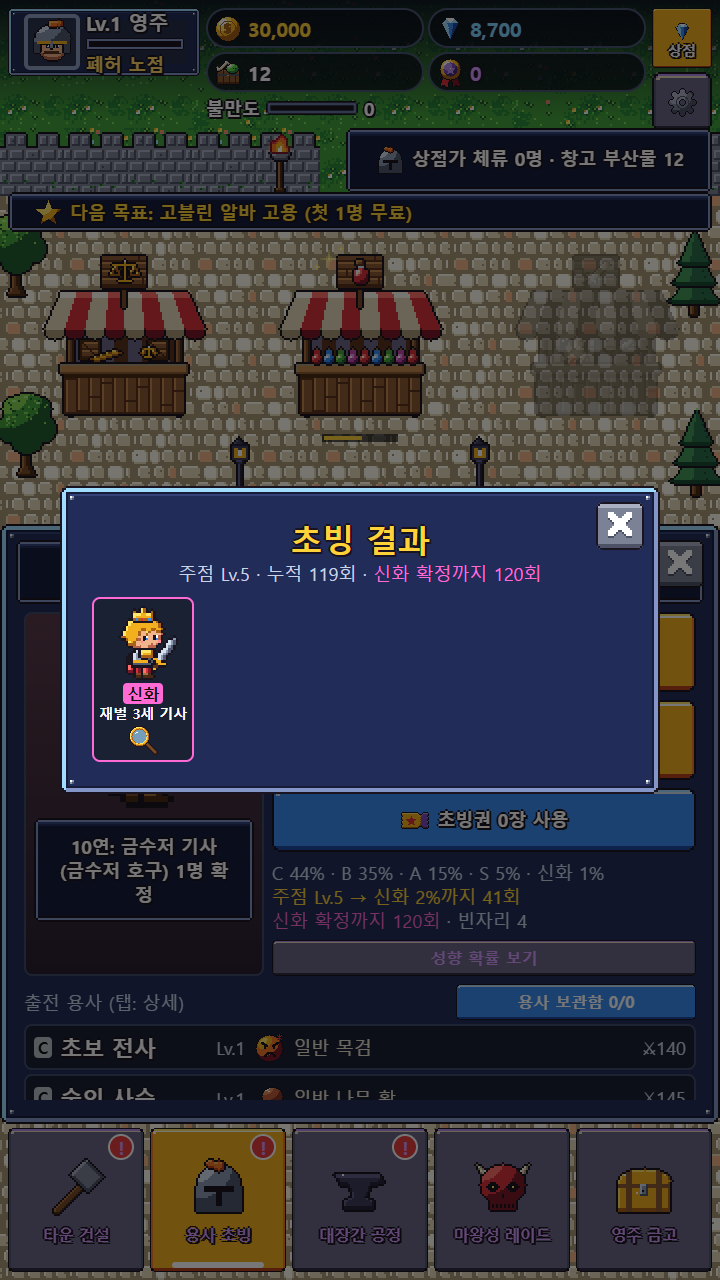 Lv.1 영주
폐허 노점
30,000
8,700
상점
12
0
불만도
0
상점가 체류 0명 · 창고 부산물 12
다음 목표: 고블린 알바 고용 (첫 1명 무료)
초빙 결과
주점 Lv.5 · 누적 119회 · 신화 확정까지 120회
신화
재벌 3세 기사
초빙권 0장 사용
10연: 금수저 기사
(금수저 호구) 1명 확
정
C 44% · B 35% · A 15% · S 5% · 신화 1%
주점 Lv.5 → 신화 2%까지 41회
신화 확정까지 120회 · 빈자리 4
성향 확률 보기
출전 용사 (탭: 상세)
용사 보관함 0/0
C 초보 전사 Lv.1 일반 목검 140
C Lv.1 145
타운 건설
용사 초빙
대장간 공정
마왕성 레이드
영주 금고